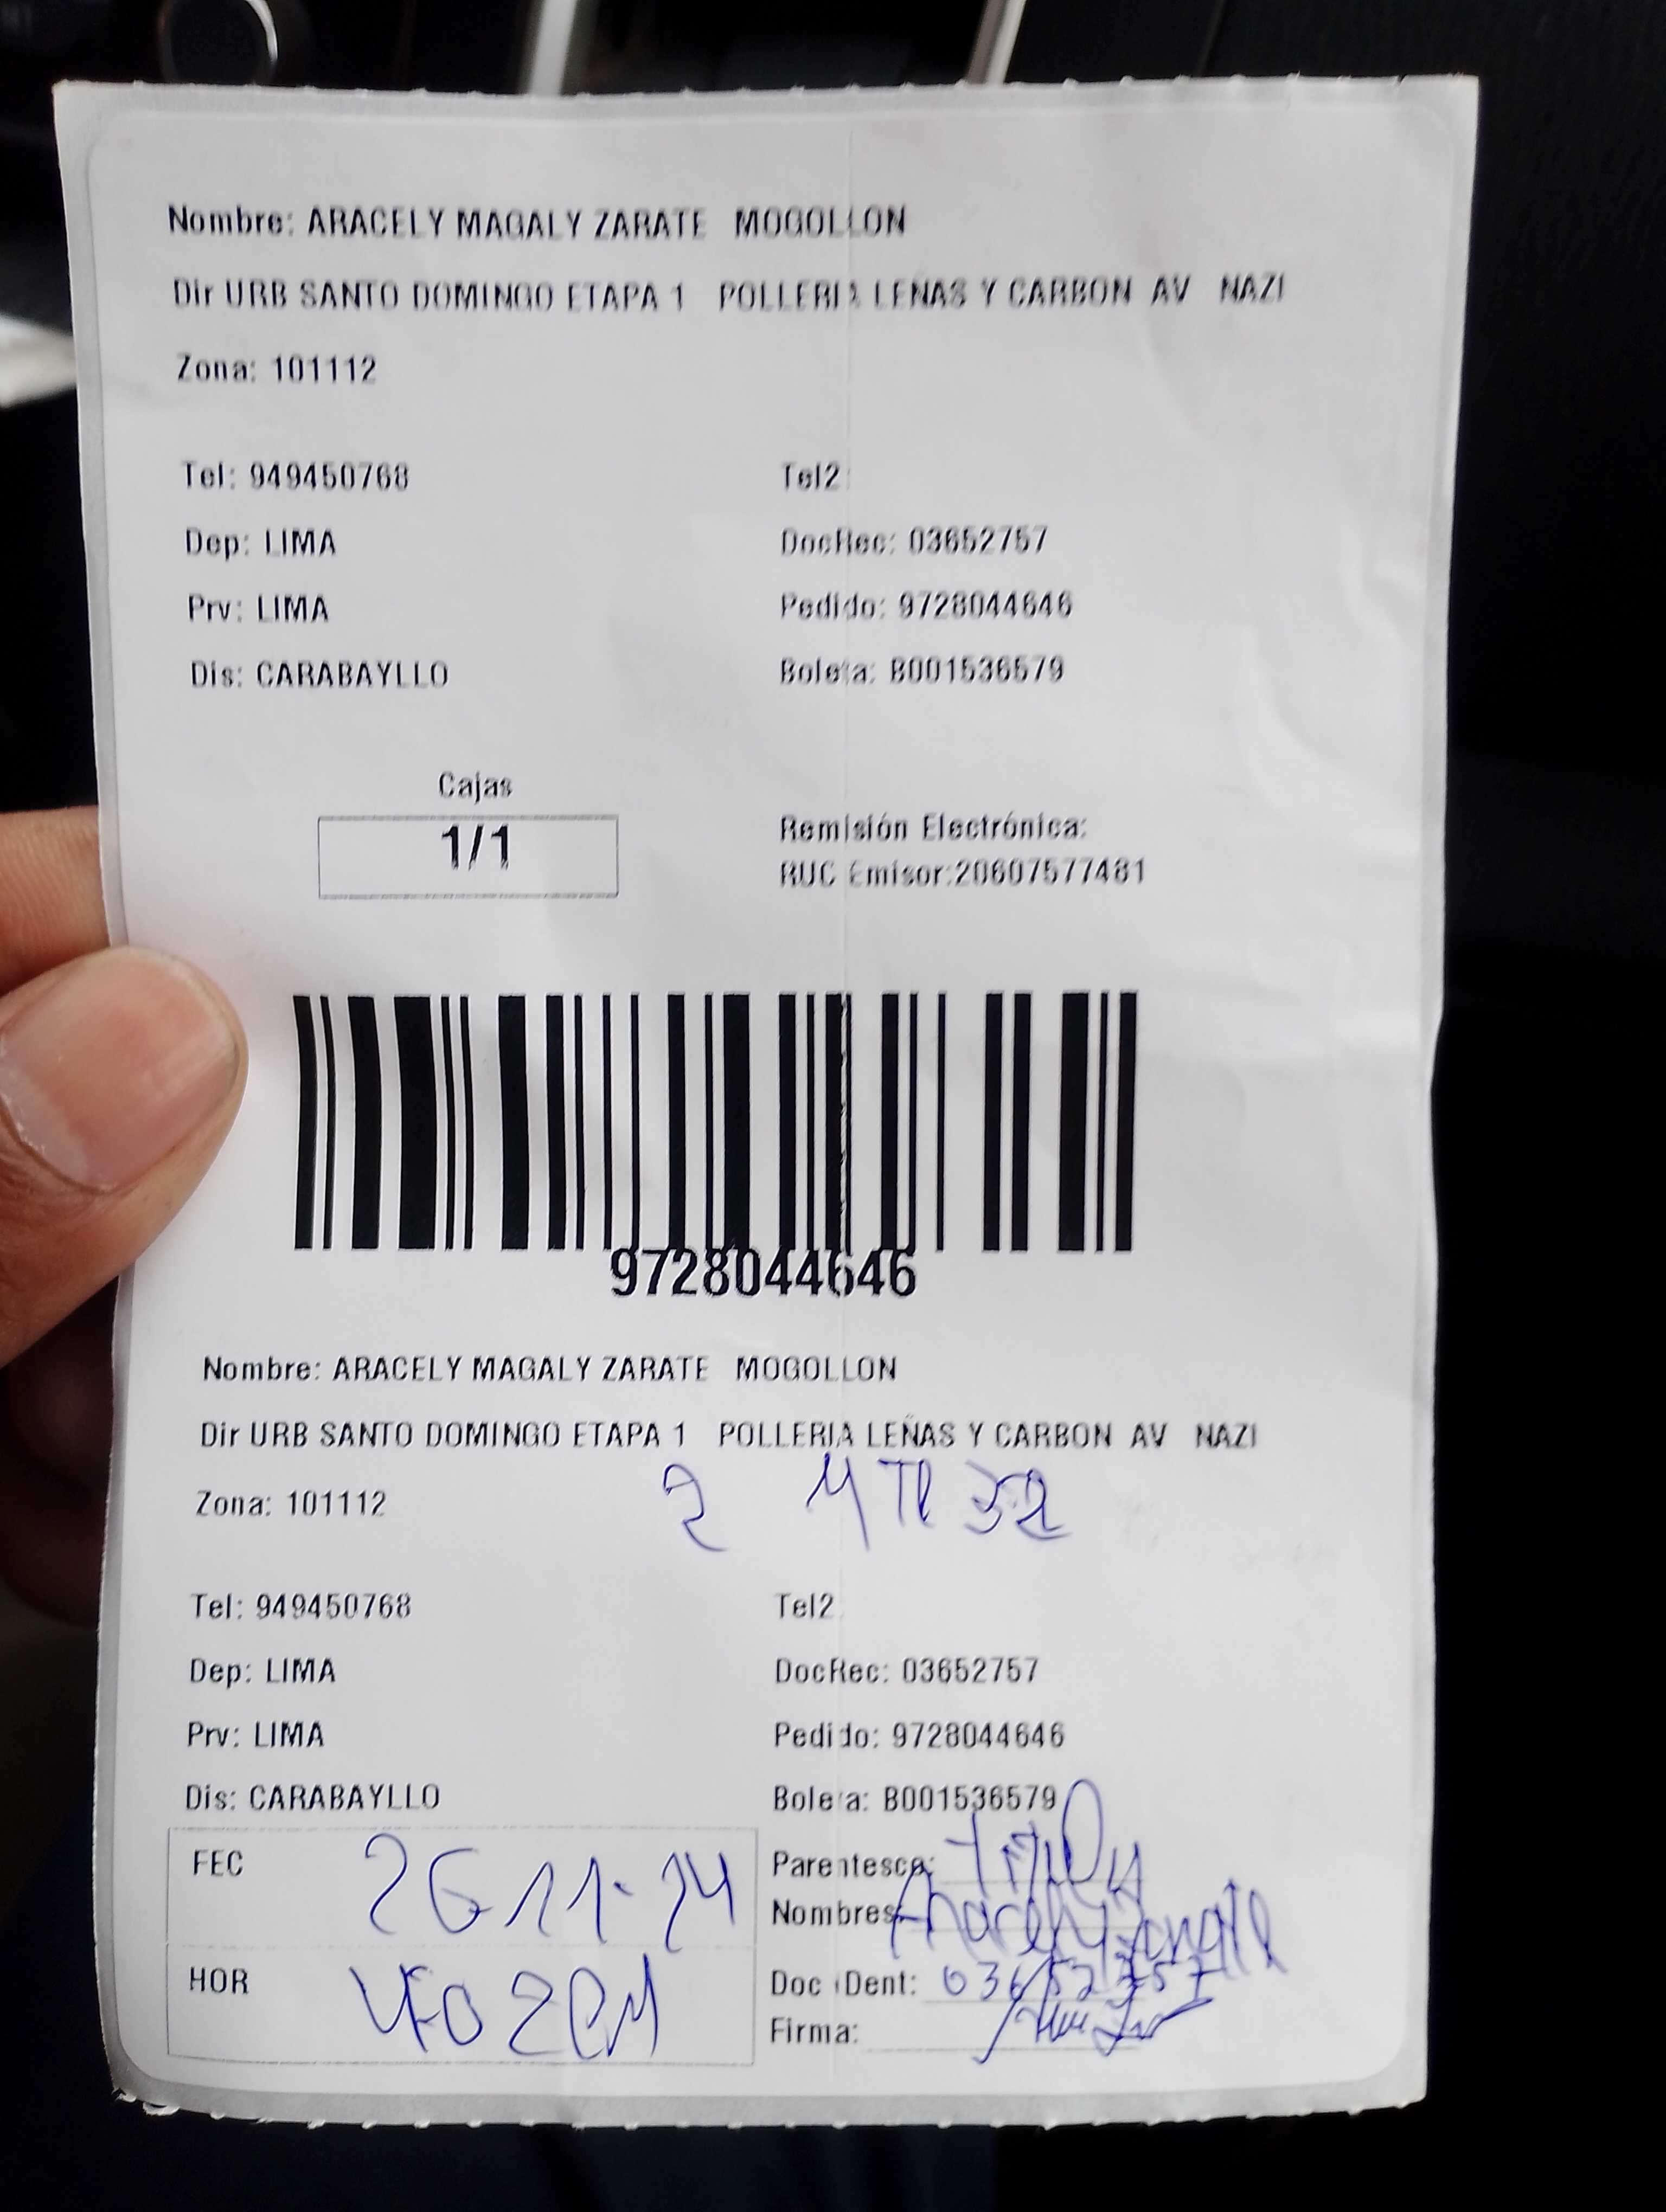 Nombre: ARACELY MAGALY ZARATE MOGOLLON
Dir URB SANTO DOMINGO ETAPA 1 POLLERIA LEÑAS Y CARBON AV NAZI
Zona: 101112
Tel: 949450768 Tel2:
Dep: LIMA DocRec: 03652757
Prv: LIMA Pedido: 9728044646
Dis: CARABAYLLO Boleta: B001536579
Cajas
1/1
Remisión Electrónica:
RUC Emisor:20607577481
9728044646
Nombre: ARACELY MAGALY ZARATE MOGOLLON
Dir URB SANTO DOMINGO ETAPA 1 POLLERIA LEÑAS Y CARBON AV NAZI
Zona: 101112
Tel: 949450768 Tel2
Dep: LIMA DocRec: 03652757
Prv: LIMA Pedido: 9728044646
Dis: CARABAYLLO Boleta: B001536579
FEC 26-11-24
Parentesco:
Nombres: Aracely Zarate
HOR
Doc iDent: 03652757
Firma: